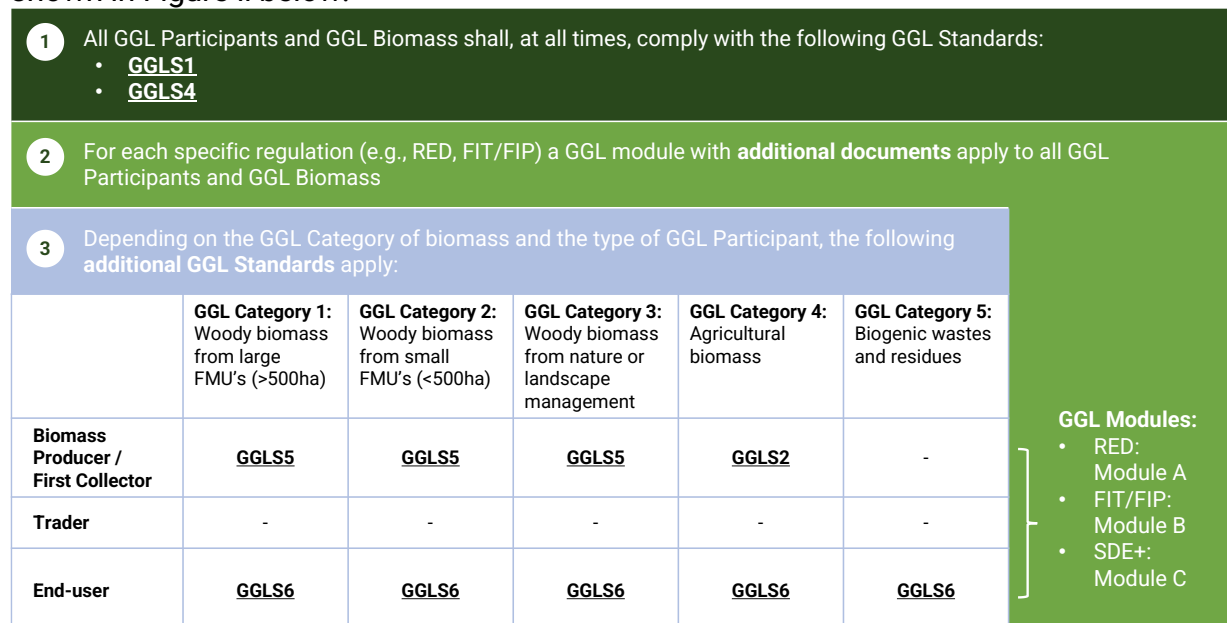 shown in Figure II below:
1 All GGL Participants and GGL Biomass shall, at all times, comply with the following GGL Standards:
• GGLS1
• GGLS4
2 For each specific regulation (e.g., RED, FIT/FIP) a GGL module with additional documents apply to all GGL
Participants and GGL Biomass
3 Depending on the GGL Category of biomass and the type of GGL Participant, the following
additional GGL Standards apply:
GGL Category 1:
Woody biomass
from large
FMU's (>500ha)
GGL Category 2:
Woody biomass
from small
FMU's (<500ha)
GGL Category 3:
Woody biomass
from nature or
landscape
management
GGL Category 4:
Agricultural
biomass
GGL Category 5:
Biogenic wastes
and residues
Biomass
Producer /
First Collector
GGLS5 GGLS5 GGLS5 GGLS2 -
Trader - - - - -
End-user GGLS6 GGLS6 GGLS6 GGLS6 GGLS6
GGL Modules:
• RED:
Module A
• FIT/FIP:
Module B
• SDE+:
Module C